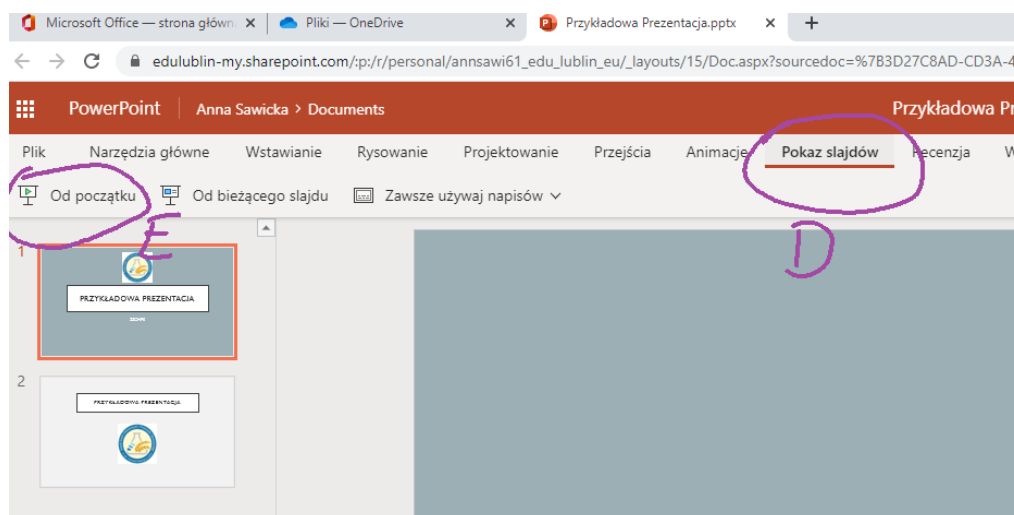 Microsoft Office — strona główn
Pliki — OneDrive
Przykładowa Prezentacja.pptx
edulublin-my.sharepoint.com/:p:/r/personal/annsawi61_edu_lublin_eu/_layouts/15/Doc.aspx?sourcedoc=%7B3D27C8AD-CD3A-4
PowerPoint Anna Sawicka > Documents Przykładowa Pr
Plik Narzędzia główne Wstawianie Rysowanie Projektowanie Przejścia Animacje Pokaz slajdów Recenzja W
Od początku Od bieżącego slajdu Zawsze używaj napisów
E
D
1
PRZYKŁADOWA PREZENTACJA
2
PRZYKŁADOWA PREZENTACJA